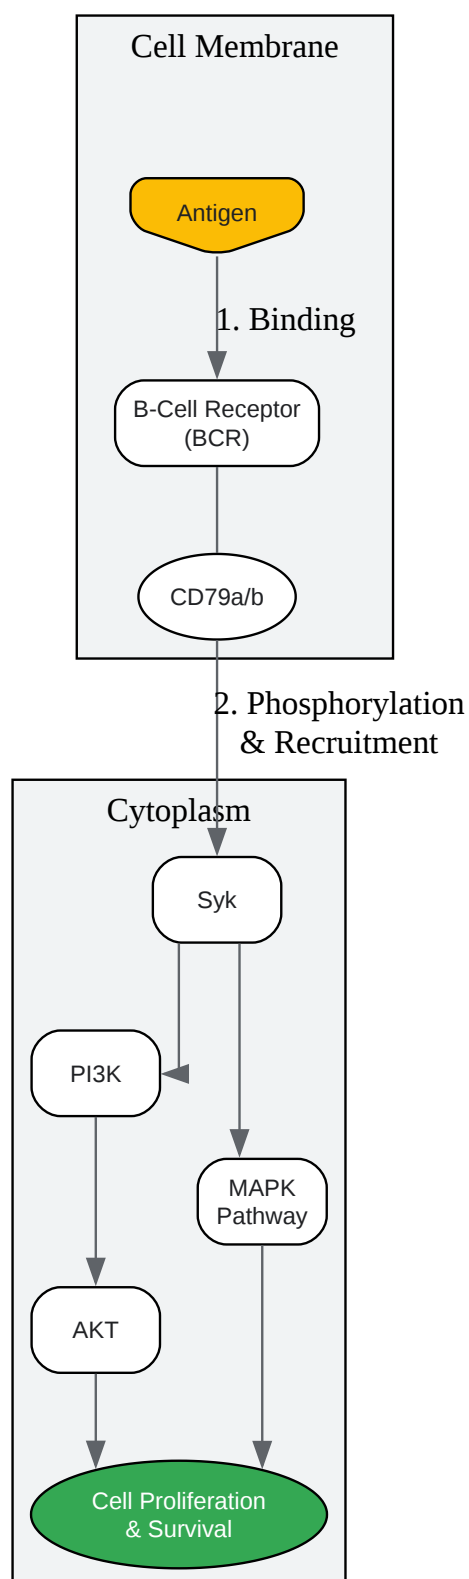 Cell Membrane
Antigen
1. Binding
B-Cell Receptor
(BCR)
CD79a/b
2. Phosphorylation
& Recruitment
Cytoplasm
Syk
PI3K
MAPK
Pathway
AKT
Cell Proliferation
& Survival